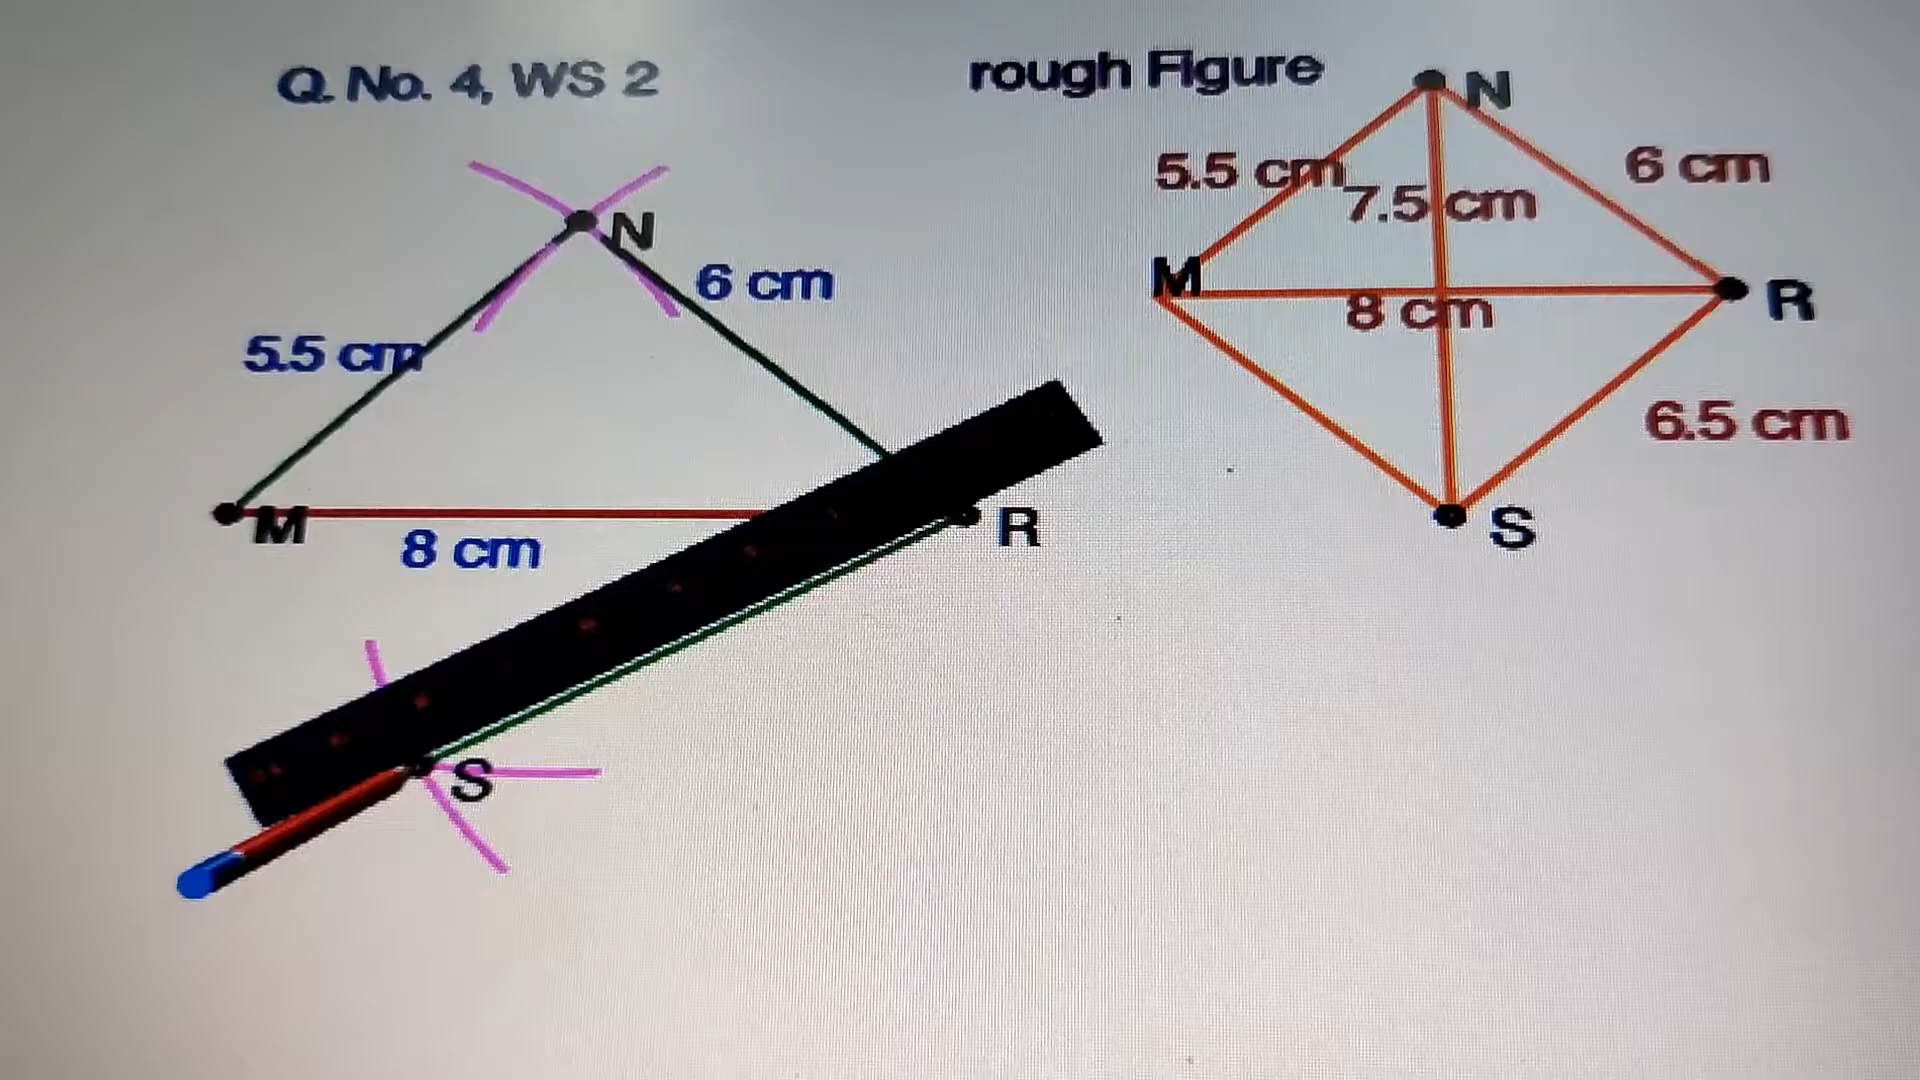 Q. No. 4, WS 2
rough Figure
N
5.5 cm
6 cm
7.5 cm
M
8 cm
R
6.5 cm
S
N
6 cm
5.5 cm
M
8 cm
R
S